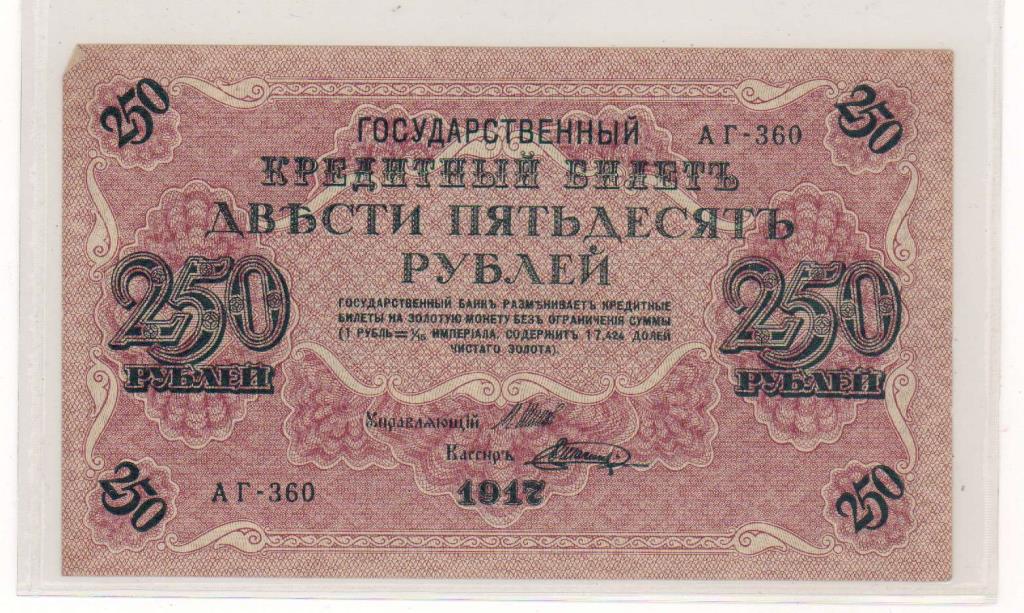 250
250
ГОСУДАРСТВЕННЫЙ АГ-360
КРЕДИТНЫЙ БИЛЕТЪ
ДВѢСТИ ПЯТЬДЕСЯТЪ
РУБЛЕЙ
250
РУБЛЕЙ
ГОСУДАРСТВЕННЫЙ БАНКЪ РАЗМѢНИВАЕТЪ КРЕДИТНЫЕ
БИЛЕТЫ НА ЗОЛОТУЮ МОНЕТУ БЕЗЪ ОГРАНИЧЕНІЯ СУММЫ
(1 РУБЛЬ=1/15 ИМПЕРІАЛА, СОДЕРЖИТЪ 17,424 ДОЛЕЙ
ЧИСТАГО ЗОЛОТА).
250
РУБЛЕЙ
Управляющій
Кассиръ
250
АГ-360
1917
250